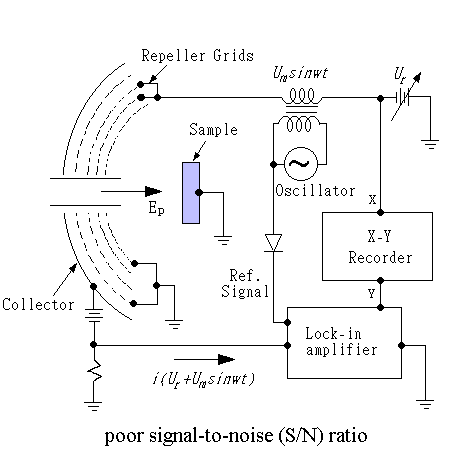 Repeller Grids
Uₘsinwt
Uᵣ
Sample
Eₚ
Oscillator
X
X-Y
Recorder
Ref.
Signal
Y
Collector
Lock-in
amplifier
i(Uᵣ+Uₘsinwt)
poor signal-to-noise (S/N) ratio